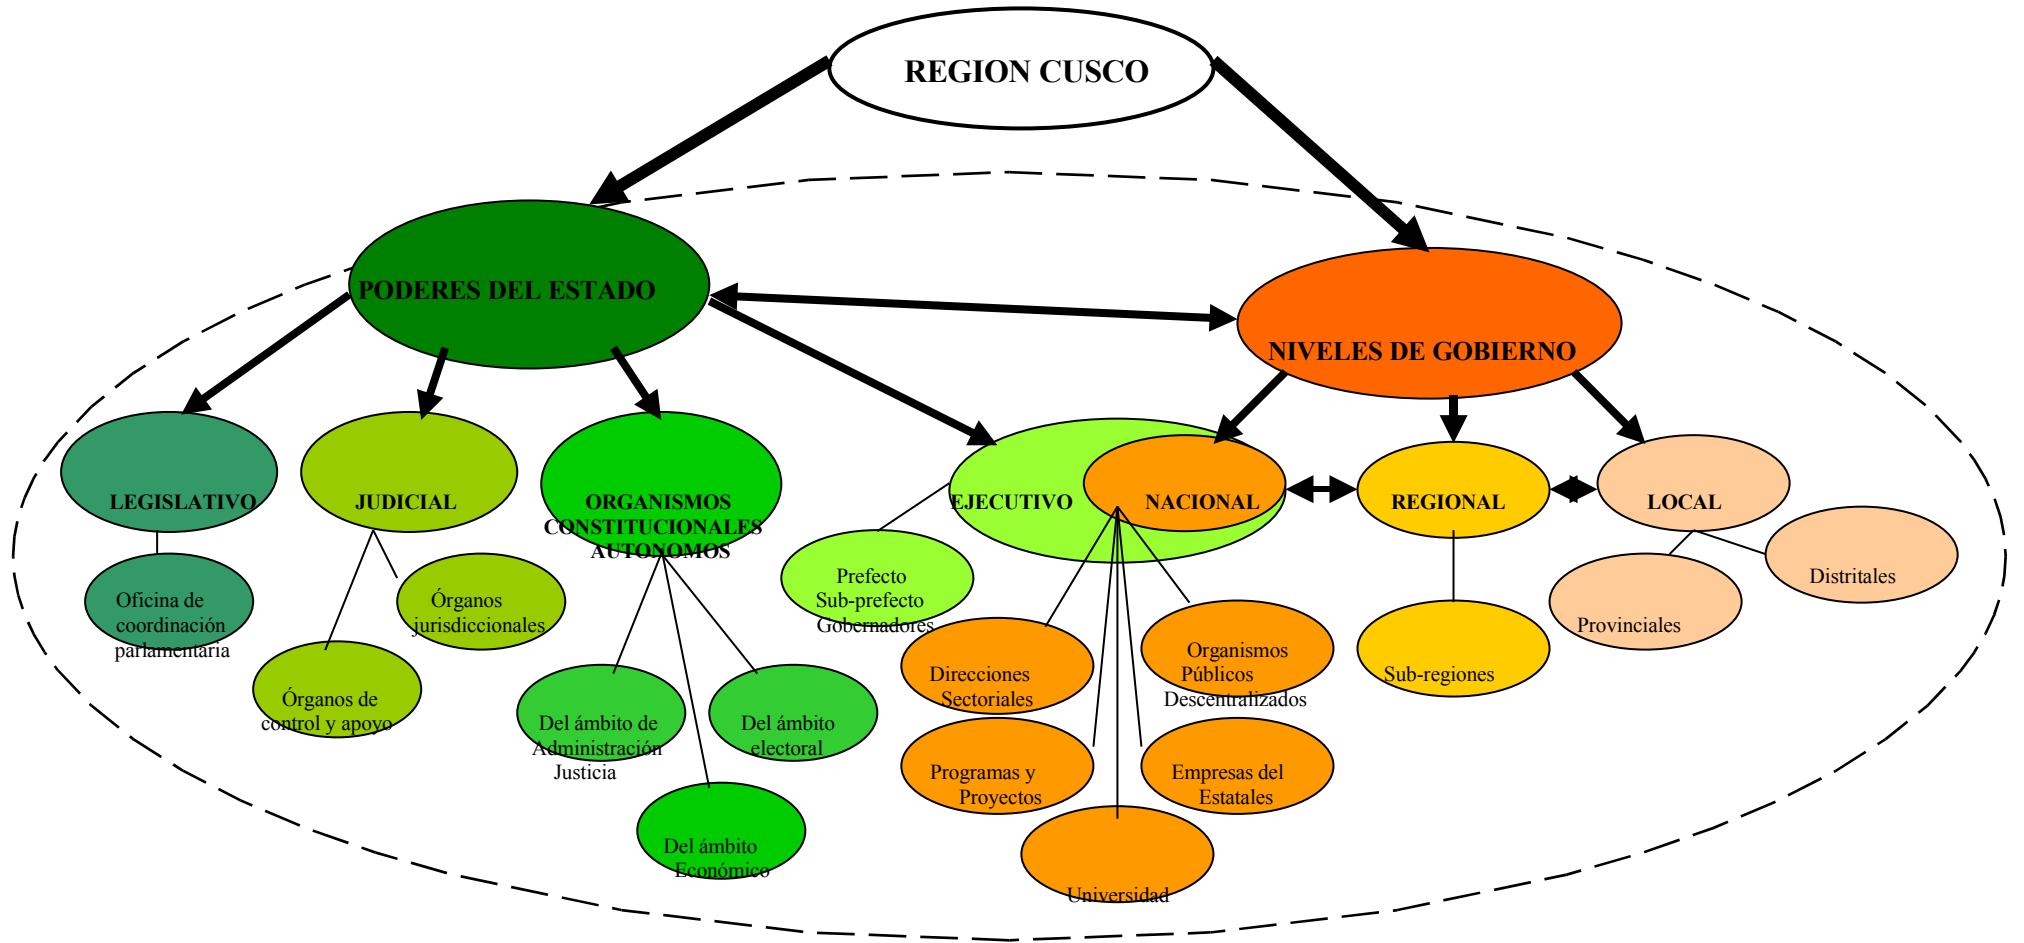 REGION CUSCO
PODERES DEL ESTADO
NIVELES DE GOBIERNO
LEGISLATIVO
JUDICIAL
ORGANISMOS
CONSTITUCIONALES
AUTONOMOS
EJECUTIVO
NACIONAL
REGIONAL
LOCAL
Oficina de
coordinación
parlamentaria
Órganos
jurisdiccionales
Órganos de
control y apoyo
Del ámbito de
Administración
Justicia
Del ámbito
electoral
Del ámbito
Económico
Prefecto
Sub-prefecto
Gobernadores
Direcciones
Sectoriales
Organismos
Públicos
Descentralizados
Programas y
Proyectos
Empresas del
Estatales
Universidad
Sub-regiones
Provinciales
Distritales